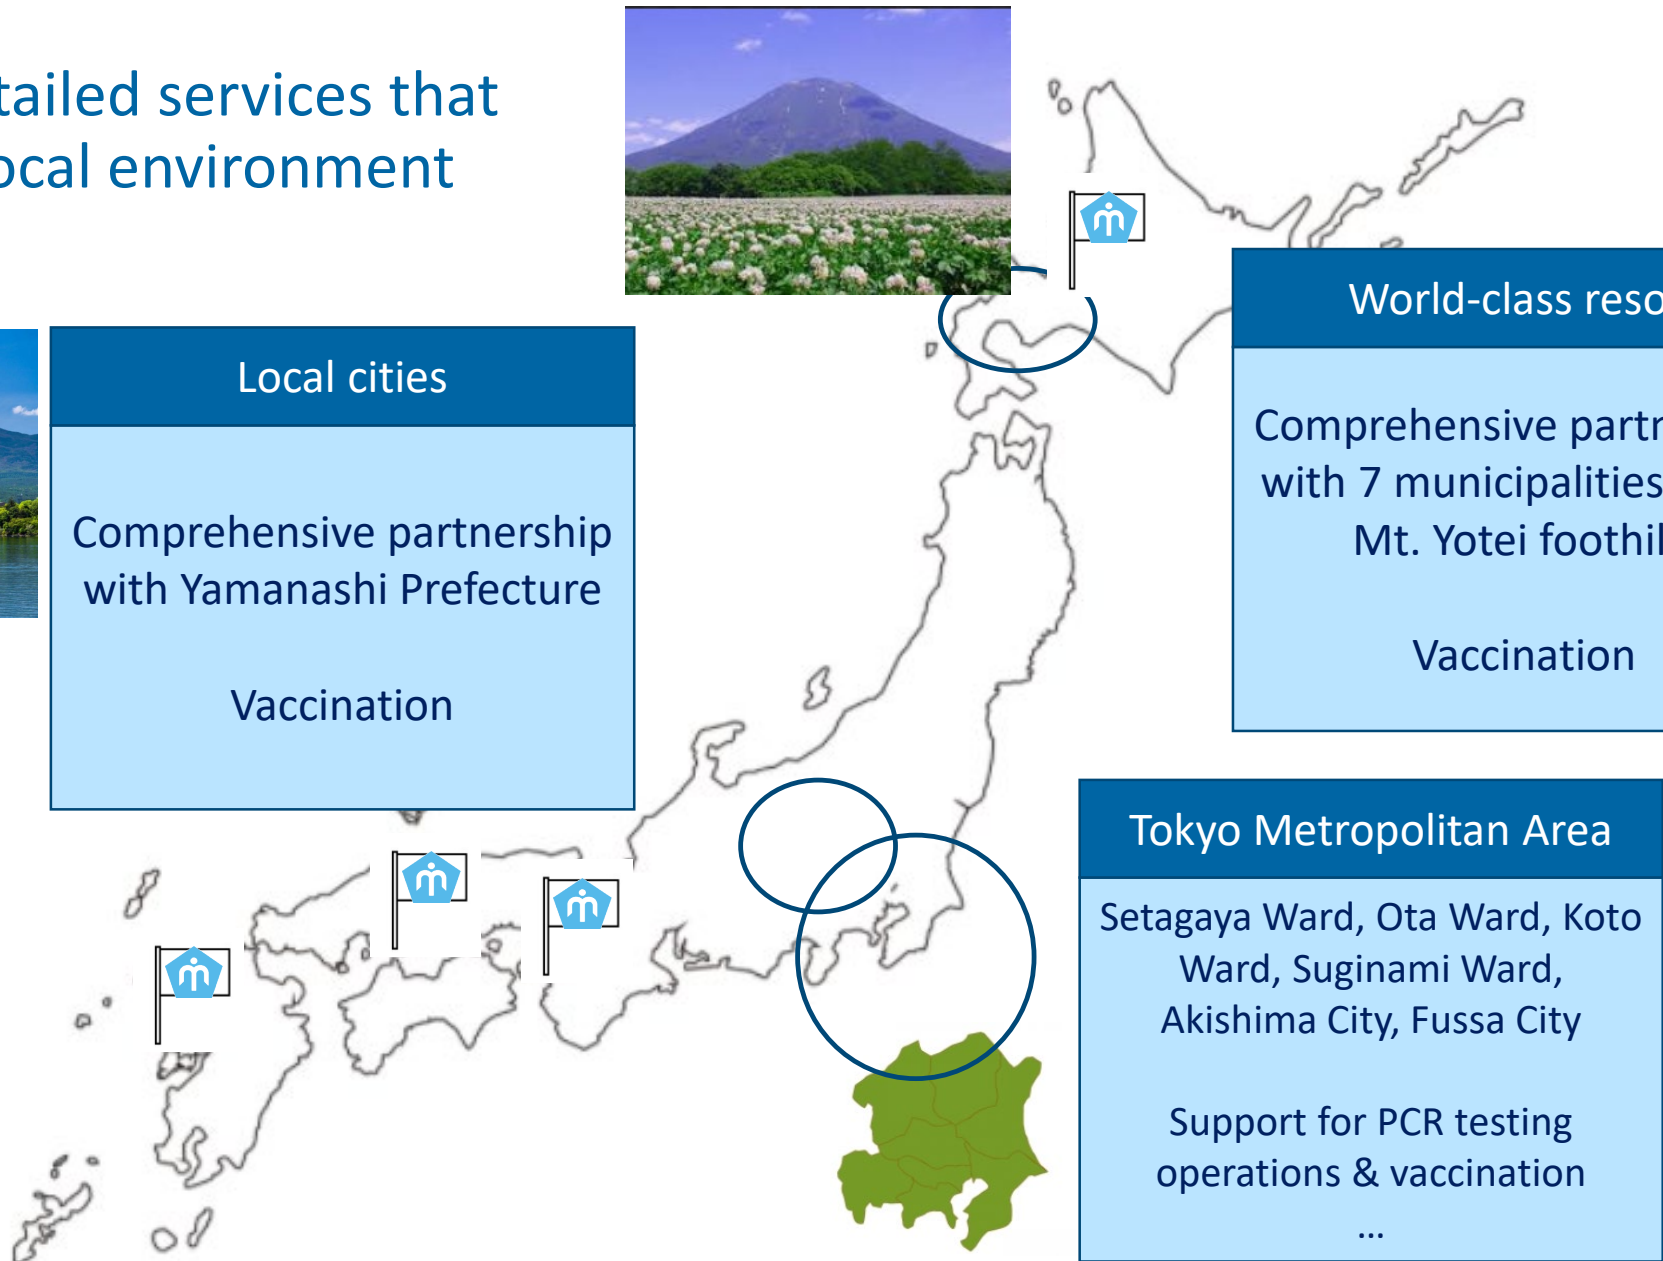 tailed services that
ocal environment
Local cities
Comprehensive partnership
with Yamanashi Prefecture
Vaccination
World-class reso
Comprehensive partn
with 7 municipalities
Mt. Yotei foothil
Vaccination
Tokyo Metropolitan Area
Setagaya Ward, Ota Ward, Koto
Ward, Suginami Ward,
Akishima City, Fussa City
Support for PCR testing
operations & vaccination
...